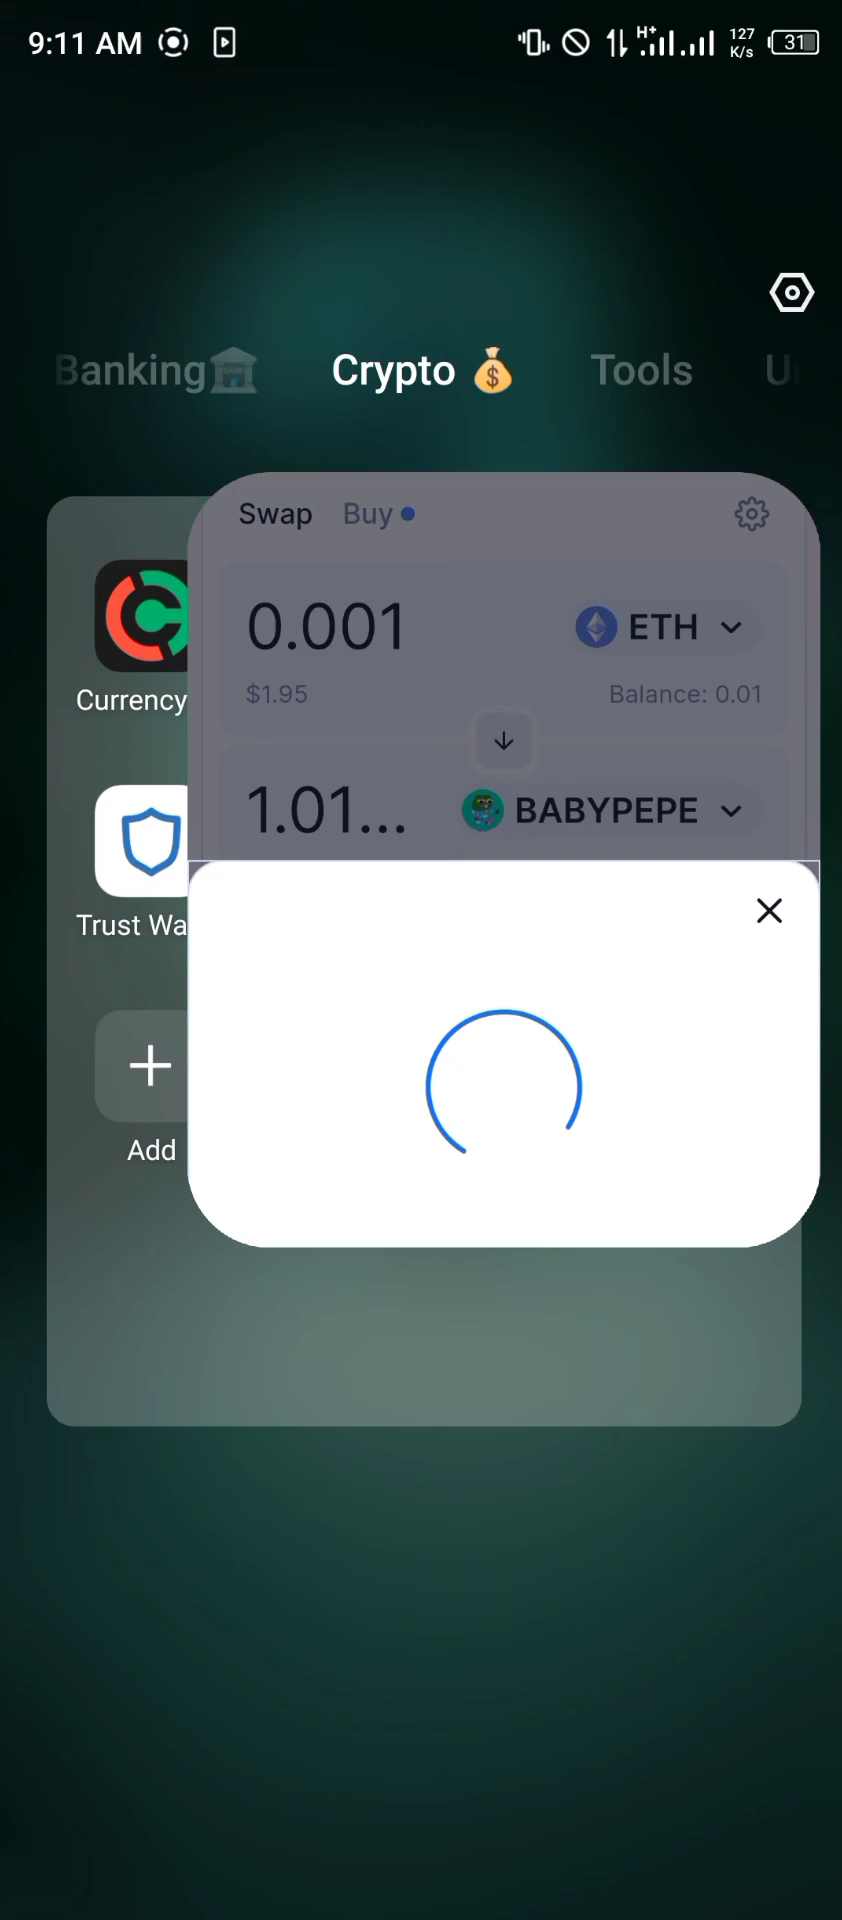 9:11 AM
H+
127
K/s
31
Banking🏦
Crypto 💰
Tools
Swap
Buy
0.001
ETH
$1.95
Balance: 0.01
1.01...
BABYPEPE
Currency
Trust Wa
Add